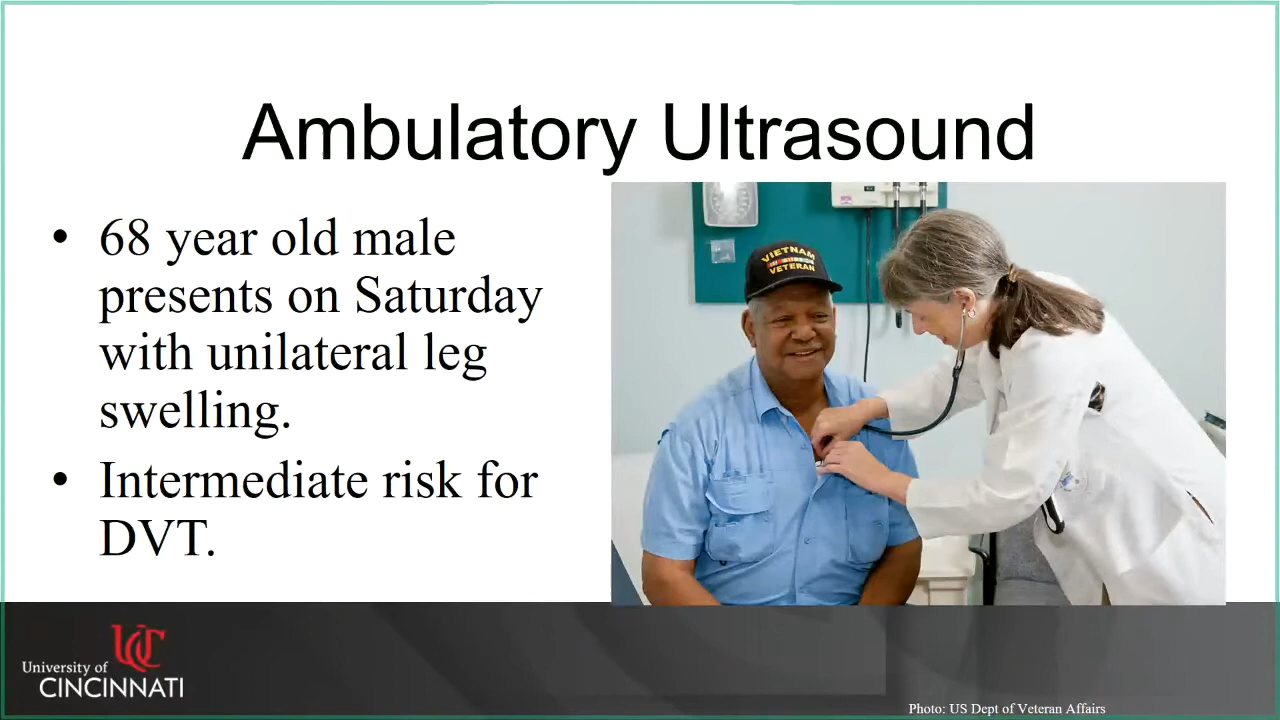 Ambulatory Ultrasound
• 68 year old male
presents on Saturday
with unilateral leg
swelling.
• Intermediate risk for
DVT.
VIETNAM
VETERAN
UC
University of
CINCINNATI
Photo: US Dept of Veteran Affairs